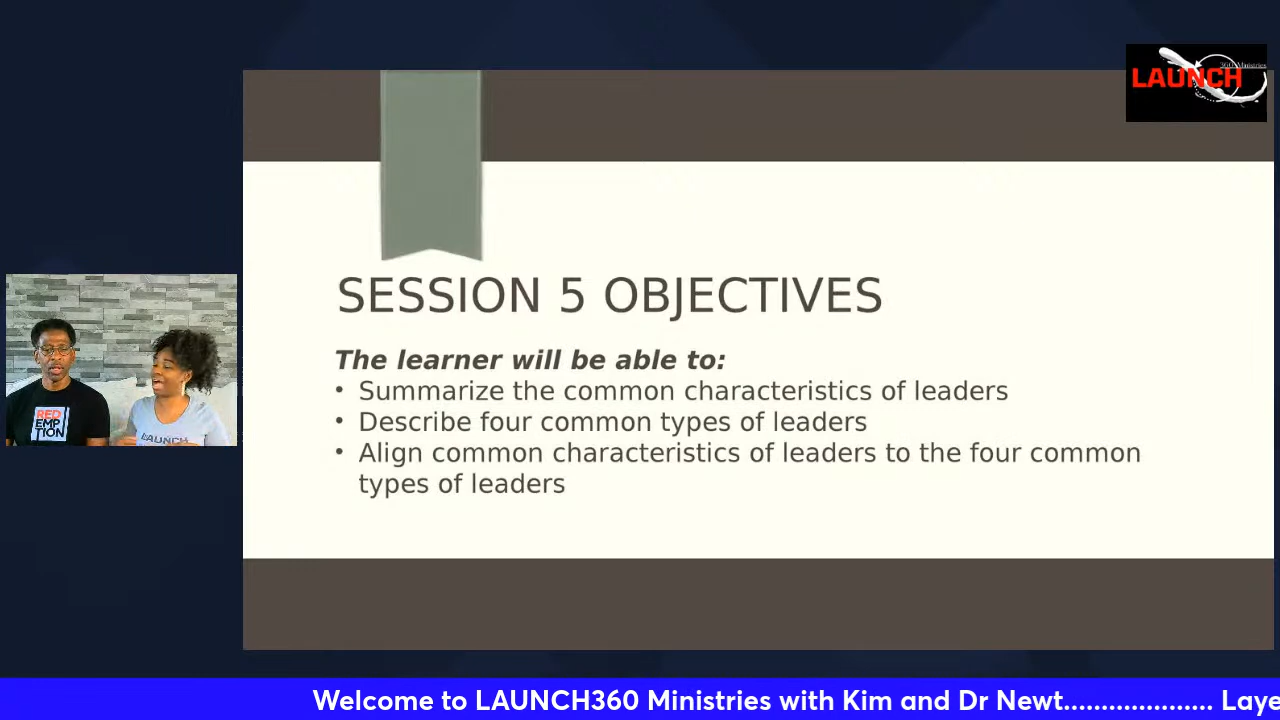 360 Ministries
LAUNCH
SESSION 5 OBJECTIVES
The learner will be able to:
• Summarize the common characteristics of leaders
• Describe four common types of leaders
• Align common characteristics of leaders to the four common
types of leaders
RED
EMP
TION
LAUNCH
Welcome to LAUNCH360 Ministries with Kim and Dr Newt.................... Laye